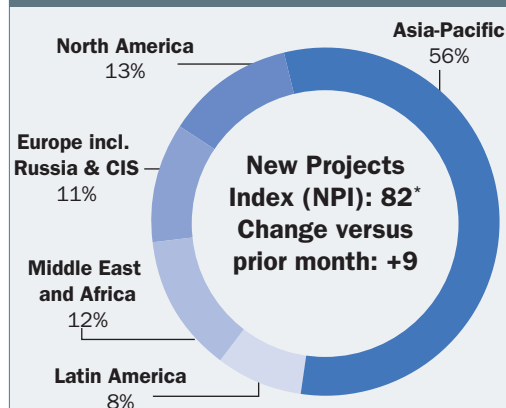 Asia-Pacific
56%
North America
13%
Europe incl.
Russia & CIS
11%
New Projects
Index (NPI): 82*
Change versus
prior month: +9
Middle East
and Africa
12%
Latin America
8%